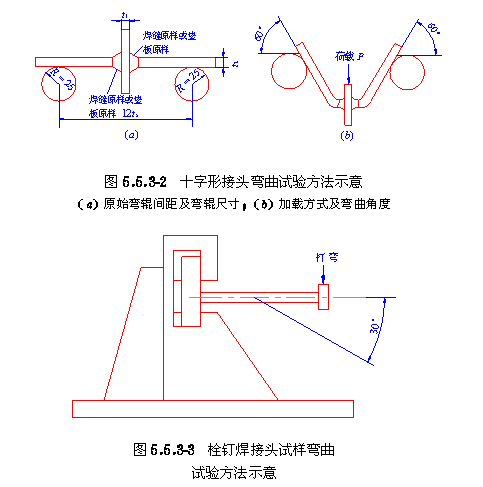 t₁
焊缝原样或垫
板原样
t
R=25
R=25
焊缝原样或垫
板原样 12t₁
(a)
60°
60°
荷载 P
(b)
图 5.5.3-2 十字形接头弯曲试验方法示意
(a) 原始弯辊间距及弯辊尺寸; (b) 加载方式及弯曲角度
打弯
30°
图 5.5.3-3 栓钉焊接头试样弯曲
试验方法示意